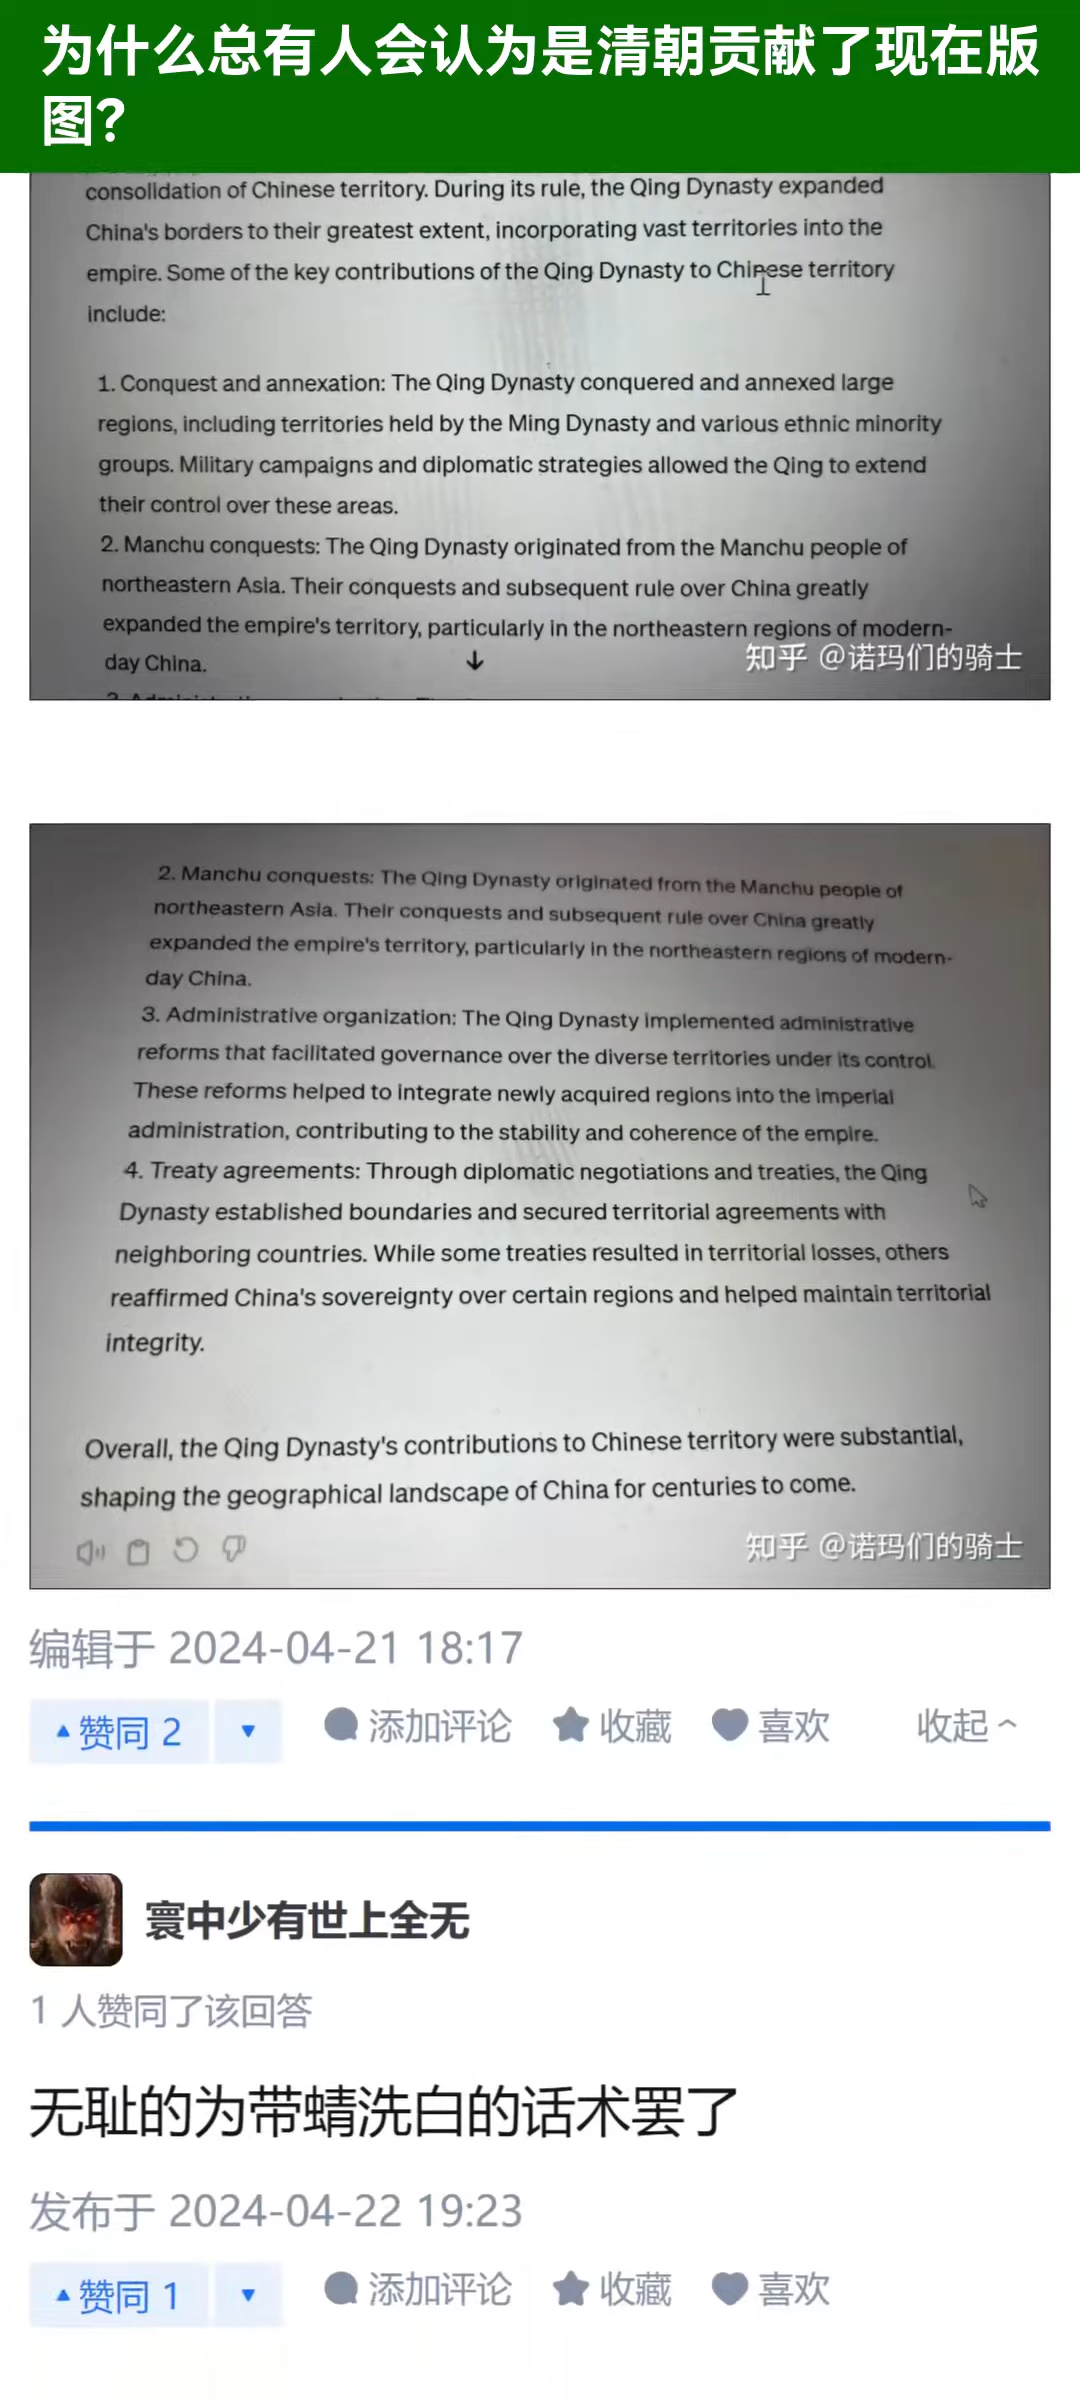 为什么总有人会认为是清朝贡献了现在版
图？
consolidation of Chinese territory. During its rule, the Qing Dynasty expanded
China's borders to their greatest extent, incorporating vast territories into the
empire. Some of the key contributions of the Qing Dynasty to Chinese territory
include:
1. Conquest and annexation: The Qing Dynasty conquered and annexed large
regions, including territories held by the Ming Dynasty and various ethnic minority
groups. Military campaigns and diplomatic strategies allowed the Qing to extend
their control over these areas.
2. Manchu conquests: The Qing Dynasty originated from the Manchu people of
northeastern Asia. Their conquests and subsequent rule over China greatly
expanded the empire's territory, particularly in the northeastern regions of modern-
day China.
知乎 @诺玛们的骑士
2. Manchu conquests: The Qing Dynasty originated from the Manchu people of
northeastern Asia. Their conquests and subsequent rule over China greatly
expanded the empire's territory, particularly in the northeastern regions of modern-
day China.
3. Administrative organization: The Qing Dynasty implemented administrative
reforms that facilitated governance over the diverse territories under its control.
These reforms helped to integrate newly acquired regions into the imperial
administration, contributing to the stability and coherence of the empire.
4. Treaty agreements: Through diplomatic negotiations and treaties, the Qing
Dynasty established boundaries and secured territorial agreements with
neighboring countries. While some treaties resulted in territorial losses, others
reaffirmed China's sovereignty over certain regions and helped maintain territorial
integrity.
Overall, the Qing Dynasty's contributions to Chinese territory were substantial,
shaping the geographical landscape of China for centuries to come.
知乎 @诺玛们的骑士
编辑于 2024-04-21 18:17
赞同 2 添加评论 收藏 喜欢 收起
寰中少有世上全无
1 人赞同了该回答
无耻的为带蜻洗白的话术罢了
发布于 2024-04-22 19:23
赞同 1 添加评论 收藏 喜欢